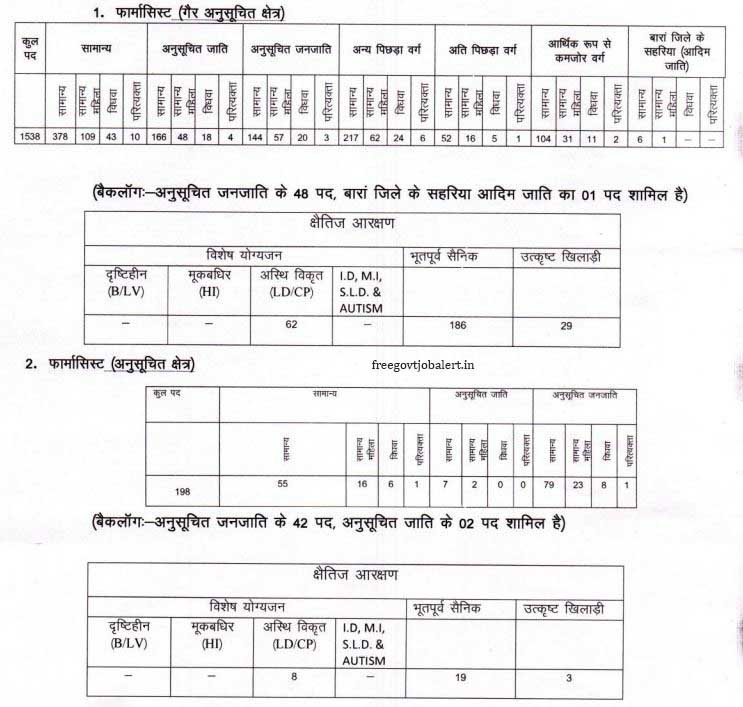 1. फार्मासिस्ट (गैर अनुसूचित क्षेत्र)
कुल पद सामान्य अनुसूचित जाति अनुसूचित जनजाति अन्य पिछड़ा वर्ग अति पिछड़ा वर्ग आर्थिक रूप से कमजोर वर्ग बारां जिले के सहरिया (आदिम जाति)
सामान्य सामान्य महिला विधवा परित्यक्ता सामान्य सामान्य महिला विधवा परित्यक्ता सामान्य सामान्य महिला विधवा परित्यक्ता सामान्य सामान्य महिला विधवा परित्यक्ता सामान्य सामान्य महिला विधवा परित्यक्ता सामान्य सामान्य महिला विधवा परित्यक्ता सामान्य सामान्य महिला विधवा परित्यक्ता
1538 378 109 43 10 166 48 18 4 144 57 20 3 217 62 24 6 52 16 5 1 104 31 11 2 6 1 – –
(बैकलॉगः–अनुसूचित जनजाति के 48 पद, बारां जिले के सहरिया आदिम जाति का 01 पद शामिल है)
क्षैतिज आरक्षण
विशेष योग्यजन भूतपूर्व सैनिक उत्कृष्ट खिलाड़ी
दृष्टिहीन (B/LV) मूकबधिर (HI) अस्थि विकृत (LD/CP) I.D, M.I, S.L.D. & AUTISM
– – 62 – 186 29
freegovtjobalert.in
2. फार्मासिस्ट (अनुसूचित क्षेत्र)
कुल पद सामान्य अनुसूचित जाति अनुसूचित जनजाति
सामान्य सामान्य महिला विधवा परित्यक्ता सामान्य सामान्य महिला विधवा परित्यक्ता सामान्य सामान्य महिला विधवा परित्यक्ता
198 55 16 6 1 7 2 0 0 79 23 8 1
(बैकलॉगः–अनुसूचित जनजाति के 42 पद, अनुसूचित जाति के 02 पद शामिल है)
क्षैतिज आरक्षण
विशेष योग्यजन भूतपूर्व सैनिक उत्कृष्ट खिलाड़ी
दृष्टिहीन (B/LV) मूकबधिर (HI) अस्थि विकृत (LD/CP) I.D, M.I, S.L.D. & AUTISM
– – 8 – 19 3